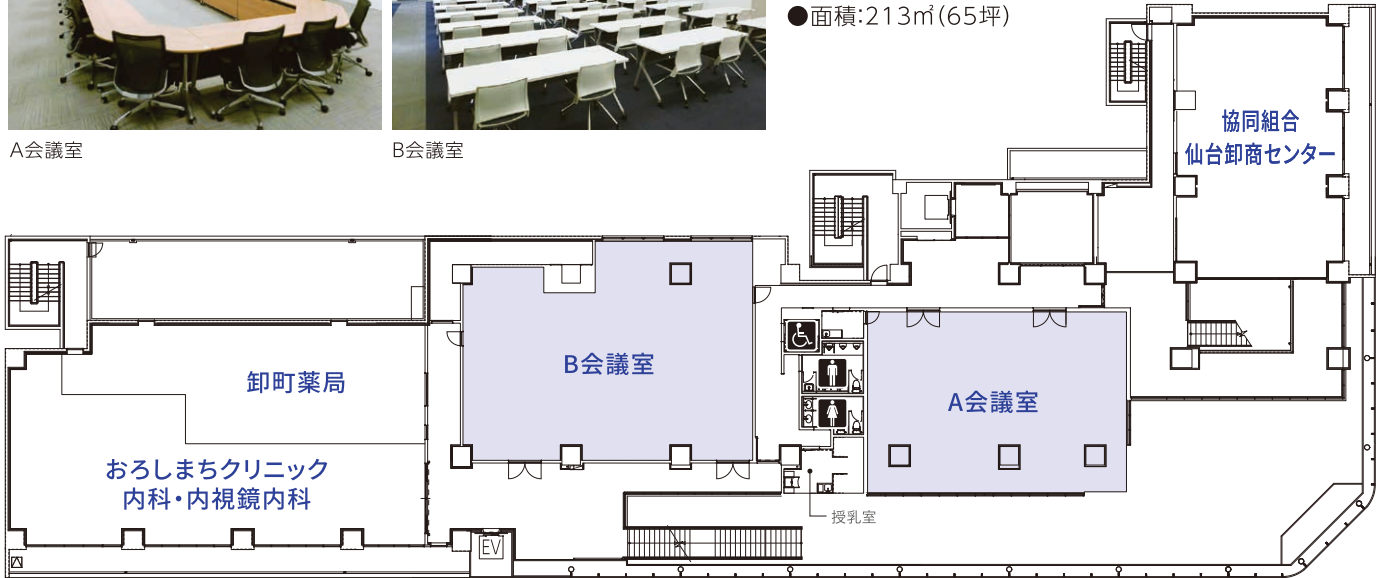 ●面積:213㎡(65坪)
A会議室
B会議室
協同組合
仙台卸商センター
B会議室
卸町薬局
A会議室
おろしまちクリニック
内科・内視鏡内科
授乳室
EV